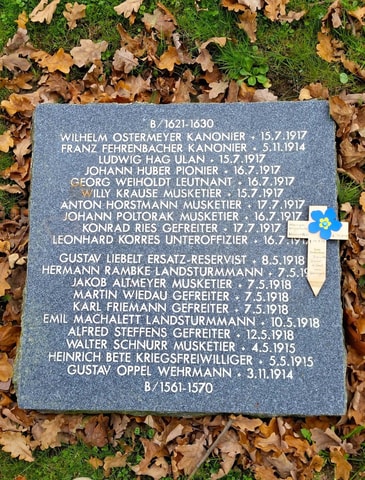 B/1621-1630
WILHELM OSTERMEYER KANONIER · 15.7.1917
FRANZ FEHRENBACHER KANONIER · 5.11.1914
LUDWIG HAG ULAN · 15.7.1917
JOHANN HUBER PIONIER · 16.7.1917
GEORG WEIHOLDT LEUTNANT · 16.7.1917
WILLY KRAUSE MUSKETIER · 15.7.1917
ANTON HORSTMANN MUSKETIER · 17.7.1917
JOHANN POLTORAK MUSKETIER · 16.7.1917
KONRAD RIES GEFREITER · 17.7.1917
LEONHARD KORRES UNTEROFFIZIER · 16.7.191
GUSTAV LIEBELT ERSATZ-RESERVIST · 8.5.1918
HERMANN RAMBKE LANDSTURMMANN · 7.5.19
JAKOB ALTMEYER MUSKETIER · 7.5.1918
MARTIN WIEDAU GEFREITER · 7.5.1918
KARL FRIEMANN GEFREITER · 7.5.1918
EMIL MACHALETT LANDSTURMMANN · 10.5.1918
ALFRED STEFFENS GEFREITER · 12.5.1918
WALTER SCHNURR MUSKETIER · 4.5.1915
HEINRICH BETE KRIEGSFREIWILLIGER · 5.5.1915
GUSTAV OPPEL WEHRMANN · 3.11.1914
B/1561-1570